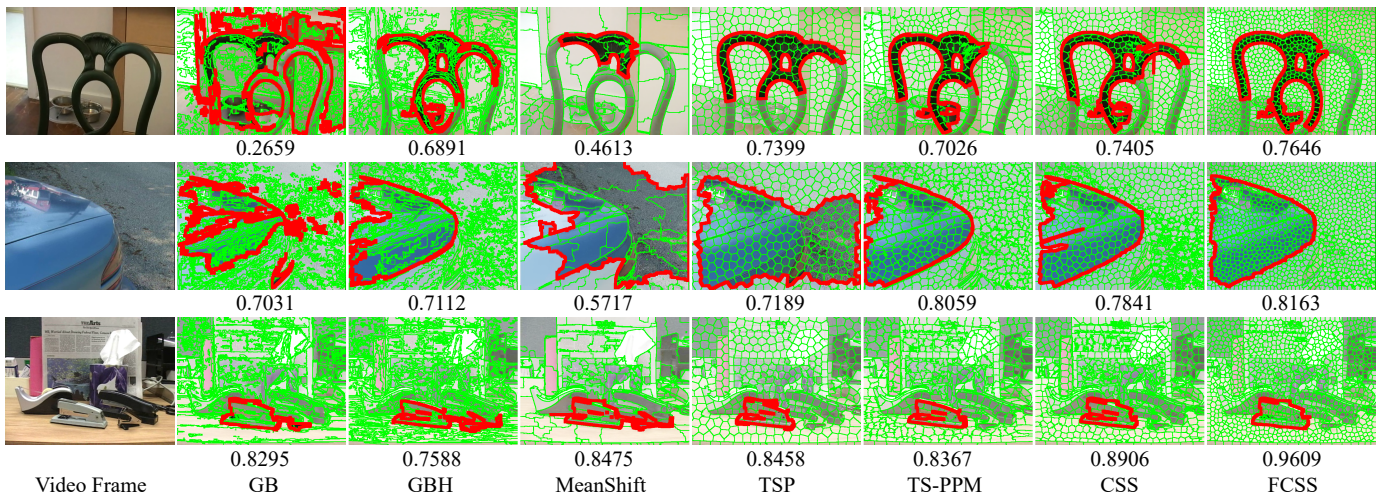 0.2659 0.6891 0.4613 0.7399 0.7026 0.7405 0.7646
0.7031 0.7112 0.5717 0.7189 0.8059 0.7841 0.8163
Arts
0.8295 0.7588 0.8475 0.8458 0.8367 0.8906 0.9609
Video Frame GB GBH MeanShift TSP TS-PPM CSS FCSS